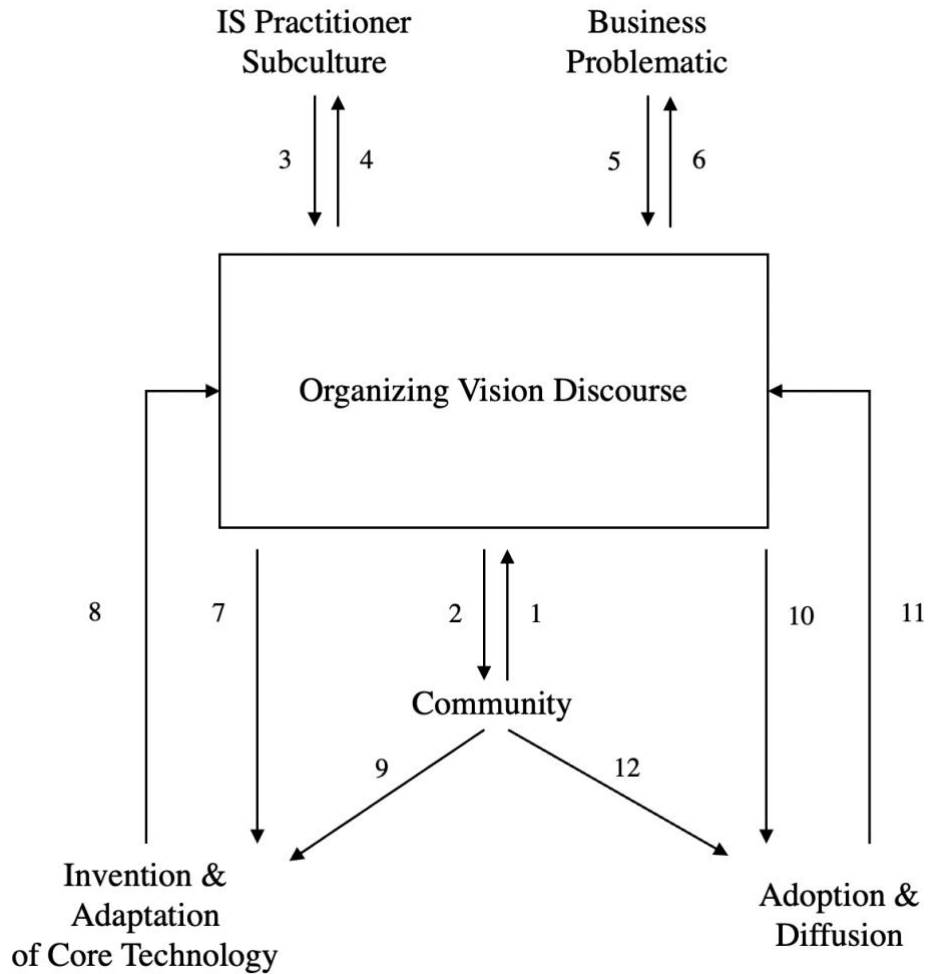 IS Practitioner
Subculture
Business
Problematic
3
4
5
6
Organizing Vision Discourse
8
7
2
1
10
11
Community
9
12
Invention &
Adaptation
of Core Technology
Adoption &
Diffusion